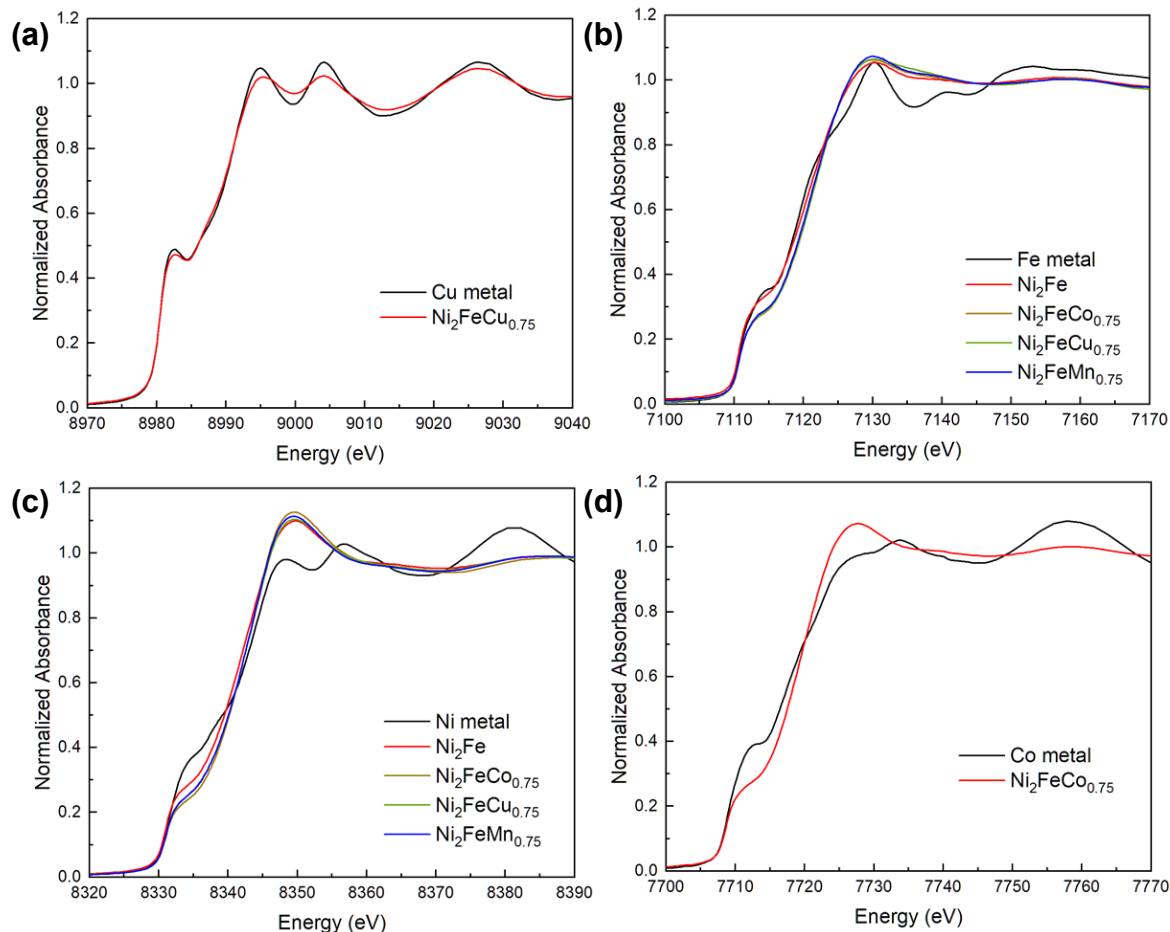 (a)
1.2
1.0
0.8
0.6
0.4
0.2
0.0
Normalized Absorbance
Cu metal
Ni₂FeCu₀.₇₅
8970 8980 8990 9000 9010 9020 9030 9040
Energy (eV)
(b)
1.2
1.0
0.8
0.6
0.4
0.2
0.0
Normalized Absorbance
Fe metal
Ni₂Fe
Ni₂FeCo₀.₇₅
Ni₂FeCu₀.₇₅
Ni₂FeMn₀.₇₅
7100 7110 7120 7130 7140 7150 7160 7170
Energy (eV)
(c)
1.2
1.0
0.8
0.6
0.4
0.2
0.0
Normalized Absorbance
Ni metal
Ni₂Fe
Ni₂FeCo₀.₇₅
Ni₂FeCu₀.₇₅
Ni₂FeMn₀.₇₅
8320 8330 8340 8350 8360 8370 8380 8390
Energy (eV)
(d)
1.2
1.0
0.8
0.6
0.4
0.2
0.0
Normalized Absorbance
Co metal
Ni₂FeCo₀.₇₅
7700 7710 7720 7730 7740 7750 7760 7770
Energy (eV)